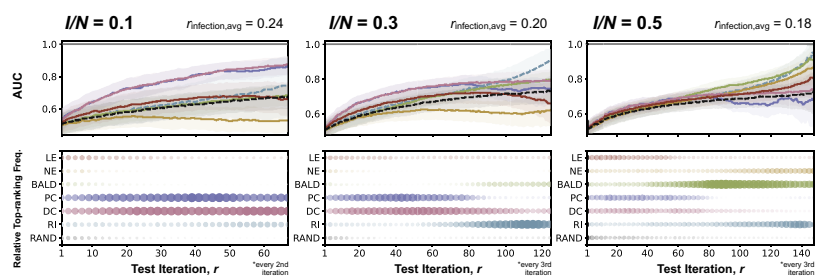 I/N = 0.1 r infection,avg = 0.24
I/N = 0.3 r infection,avg = 0.20
I/N = 0.5 r infection,avg = 0.18
AUC
1.0
0.8
0.6
1.0
0.8
0.6
1.0
0.8
0.6
Relative Top-ranking Freq.
LE
NE
BALD
PC
DC
RI
RAND
1 10 20 30 40 50 60
Test Iteration, r
*every 2nd
iteration
LE
NE
BALD
PC
DC
RI
RAND
1 20 40 60 80 100 120
Test Iteration, r
*every 3rd
iteration
LE
NE
BALD
PC
DC
RI
RAND
1 20 40 60 80 100 120 140
Test Iteration, r
*every 3rd
iteration